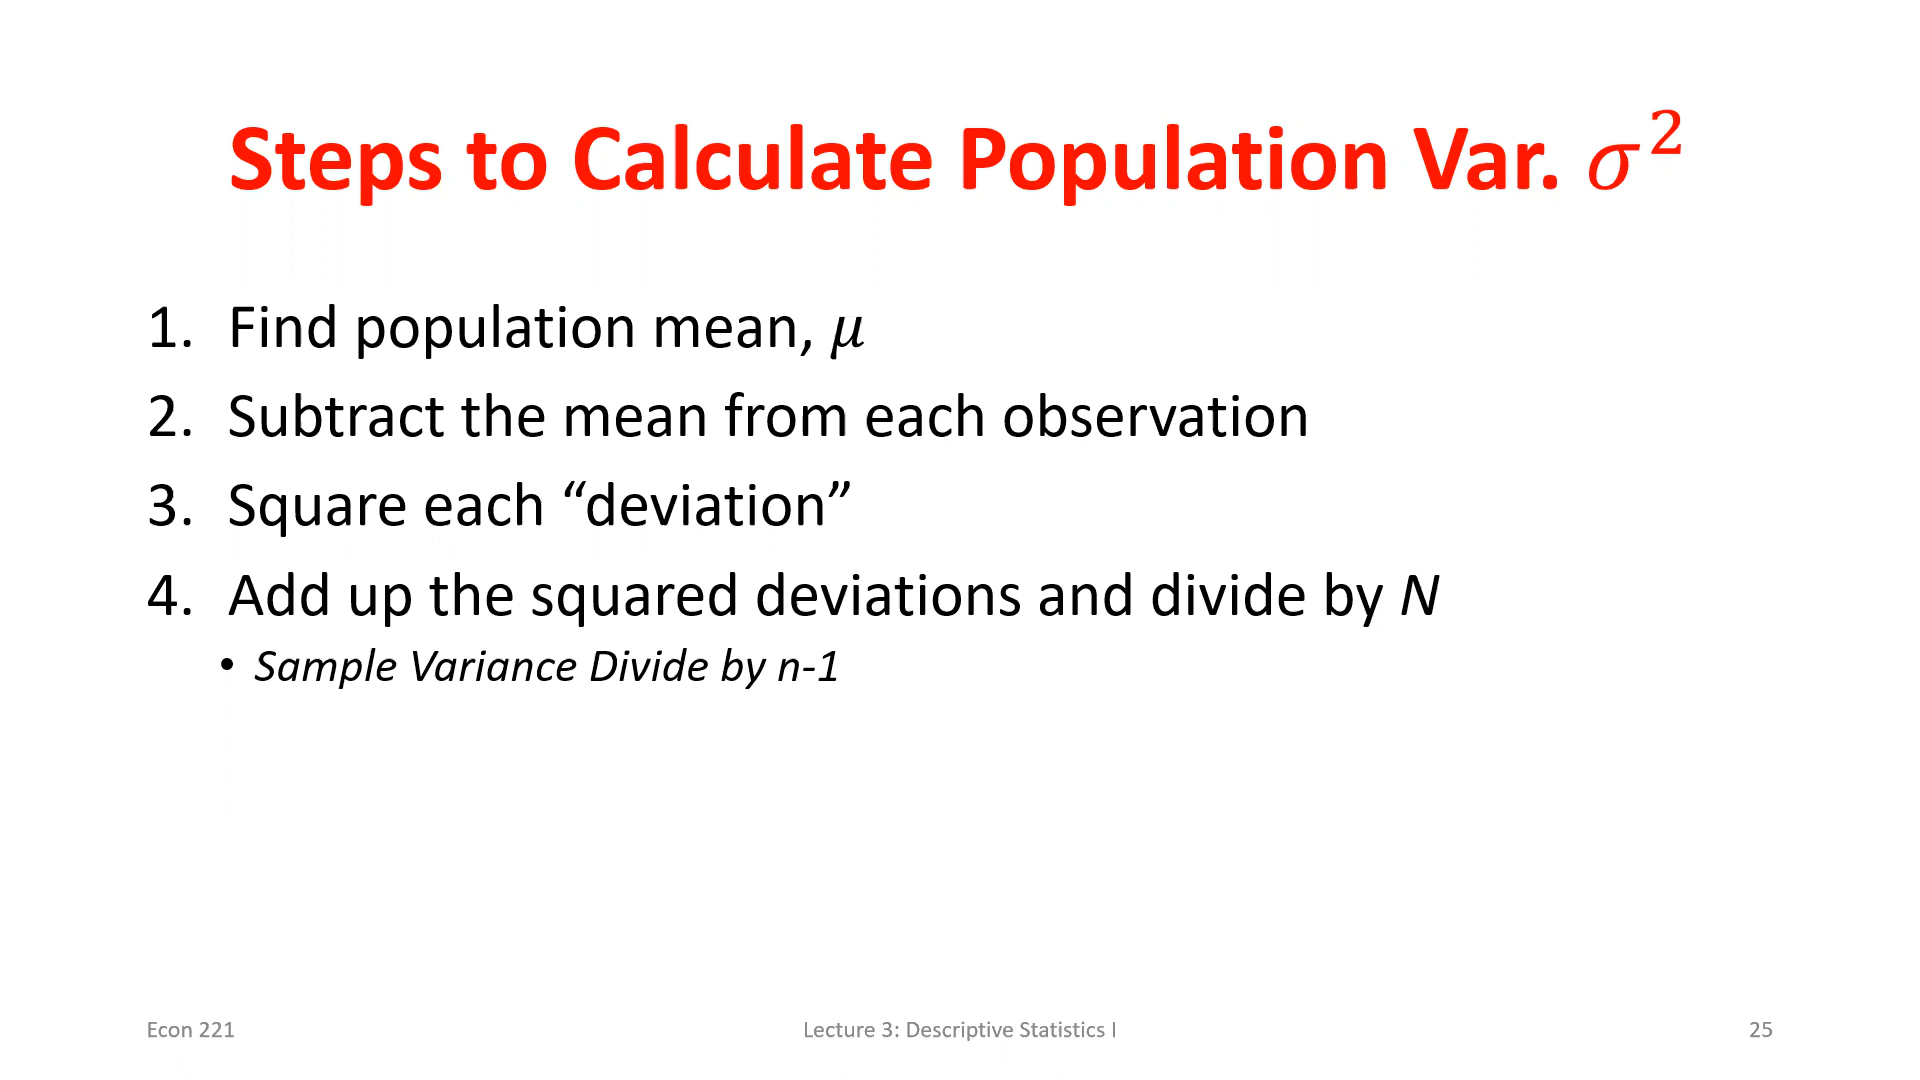 Steps to Calculate Population Var. σ²
1. Find population mean, μ
2. Subtract the mean from each observation
3. Square each “deviation”
4. Add up the squared deviations and divide by N
• Sample Variance Divide by n-1
Econ 221
Lecture 3: Descriptive Statistics I
25